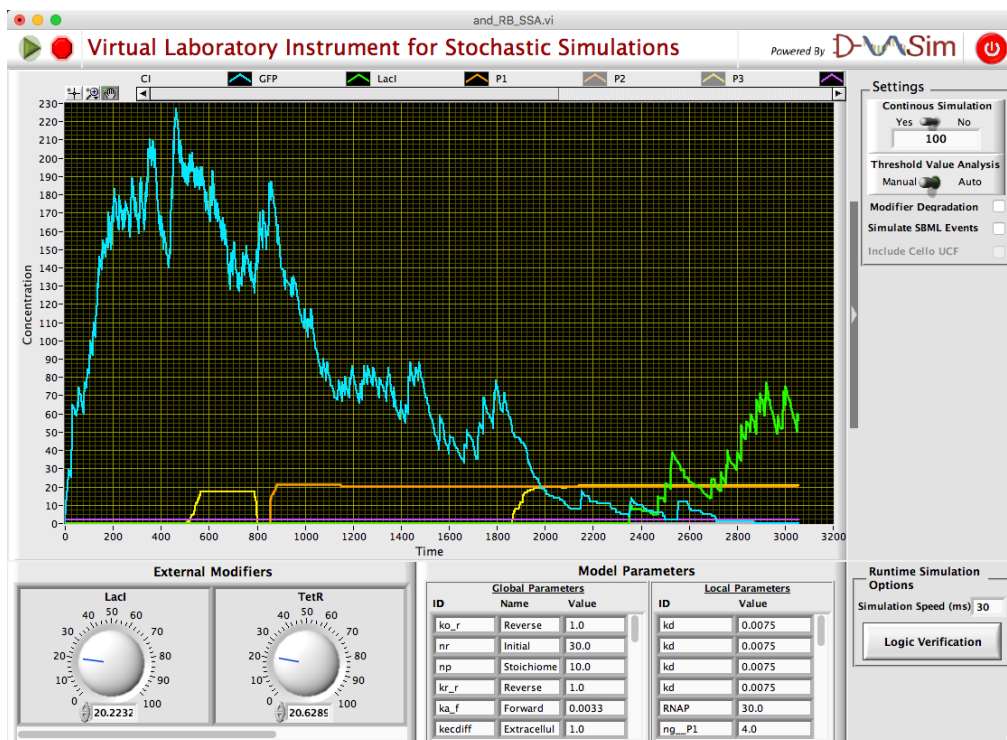 and_RB_SSA.vi
Virtual Laboratory Instrument for Stochastic Simulations
Powered By D-VASim
CI GFP LacI P1 P2 P3
230
220
210
200
190
180
170
160
150
140
130
120
110
100
90
80
70
60
50
40
30
20
10
0
Concentration
0 200 400 600 800 1000 1200 1400 1600 1800 2000 2200 2400 2600 2800 3000 3200
Time
Settings
Continous Simulation
Yes No
100
Threshold Value Analysis
Manual Auto
Modifier Degradation
Simulate SBML Events
Include Cello UCF
External Modifiers
LacI
0 10 20 30 40 50 60 70 80 90 100
20.2232
TetR
0 10 20 30 40 50 60 70 80 90 100
20.6289
Model Parameters
Global Parameters
ID Name Value
ko_r Reverse 1.0
nr Initial 30.0
np Stoichiome 10.0
kr_r Reverse 1.0
ka_f Forward 0.0033
kecdiff Extracellul 1.0
Local Parameters
ID Value
kd 0.0075
kd 0.0075
kd 0.0075
kd 0.0075
RNAP 30.0
ng__P1 4.0
Runtime Simulation
Options
Simulation Speed (ms) 30
Logic Verification